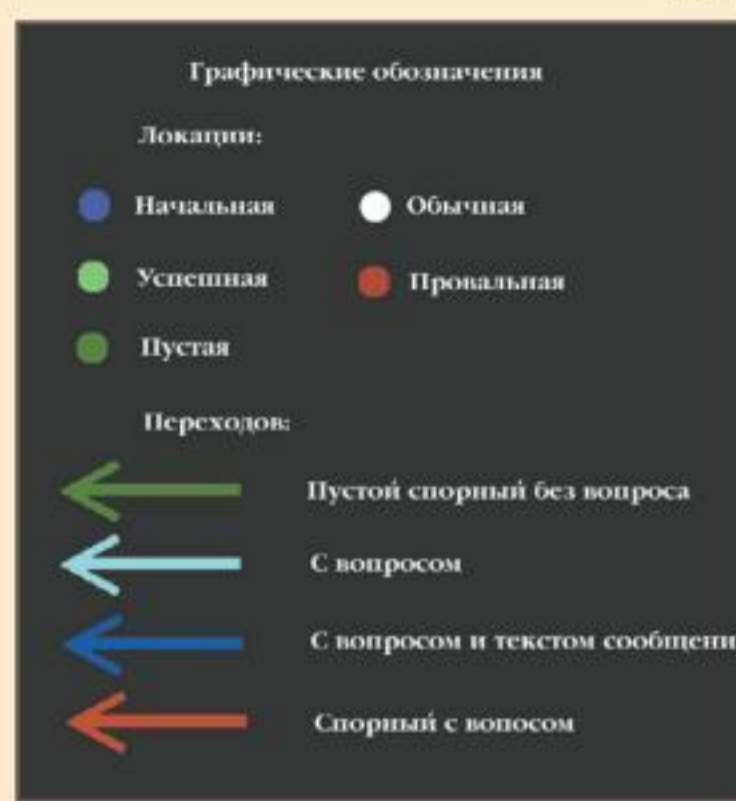 Графические обозначения
Локации:
Начальная
Обычная
Успешная
Провальная
Пустая
Переходов:
Пустой спорный без вопроса
С вопросом
С вопросом и текстом сообщени
Спорный с вопосом